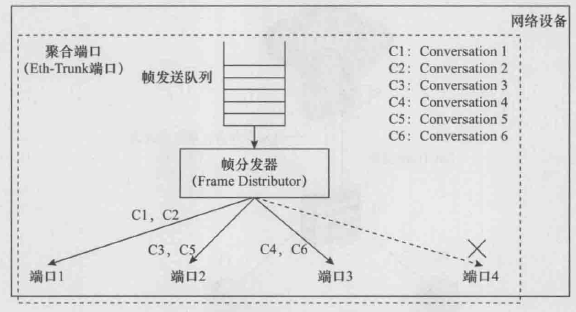 网络设备
聚合端口
(Eth-Trunk端口)
帧发送队列
C1: Conversation 1
C2: Conversation 2
C3: Conversation 3
C4: Conversation 4
C5: Conversation 5
C6: Conversation 6
帧分发器
(Frame Distributor)
C1, C2
C3, C5
C4, C6
端口1
端口2
端口3
端口4